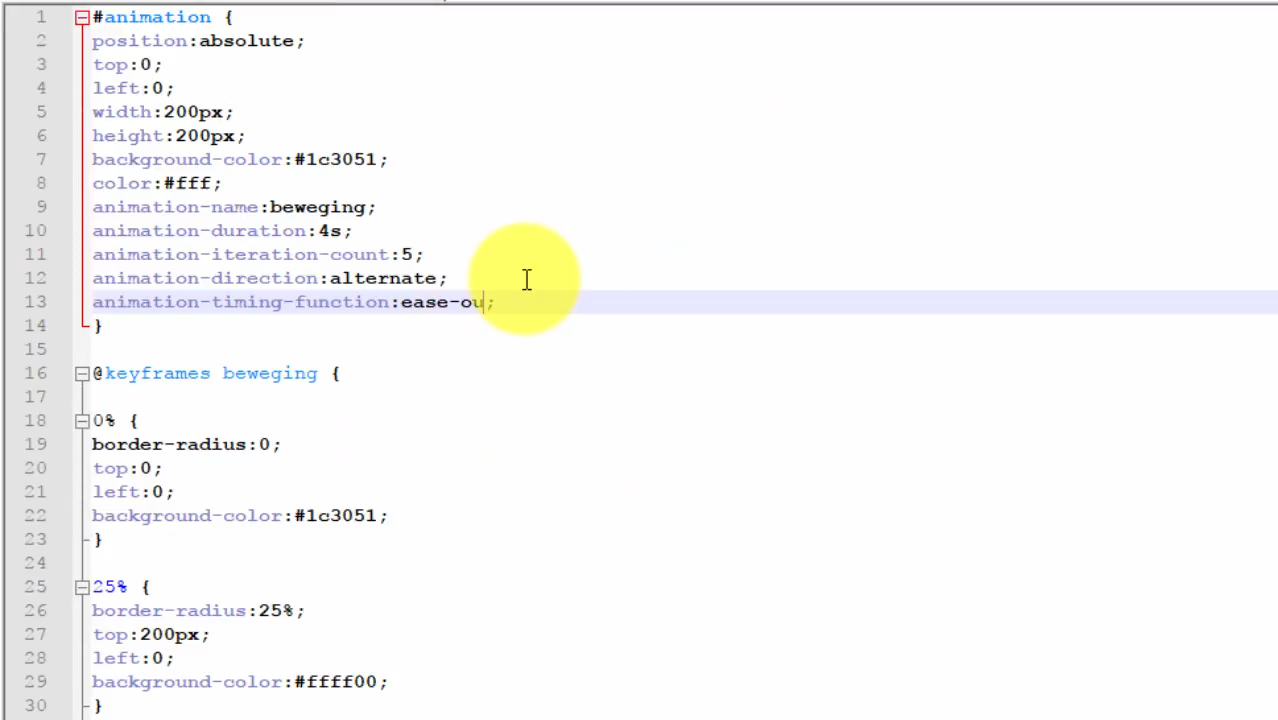 1 #animation {
2 position:absolute;
3 top:0;
4 left:0;
5 width:200px;
6 height:200px;
7 background-color:#1c3051;
8 color:#fff;
9 animation-name:beweging;
10 animation-duration:4s;
11 animation-iteration-count:5;
12 animation-direction:alternate;
13 animation-timing-function:ease-ou;
14 }
15
16 @keyframes beweging {
17
18 0% {
19 border-radius:0;
20 top:0;
21 left:0;
22 background-color:#1c3051;
23 }
24
25 25% {
26 border-radius:25%;
27 top:200px;
28 left:0;
29 background-color:#ffff00;
30 }